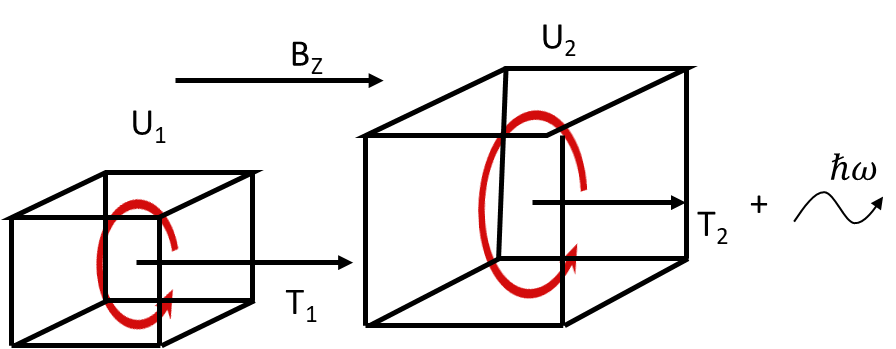 B_Z
U_2
U_1
ħω
+
T_2
T_1